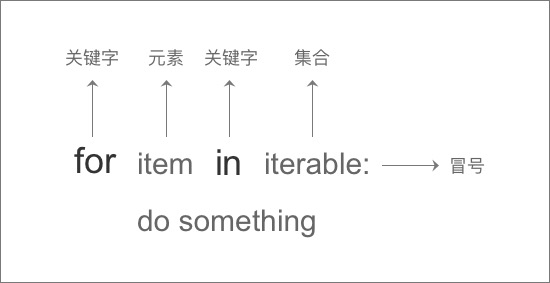 关键字 元素 关键字 集合
for item in iterable: 冒号
do something